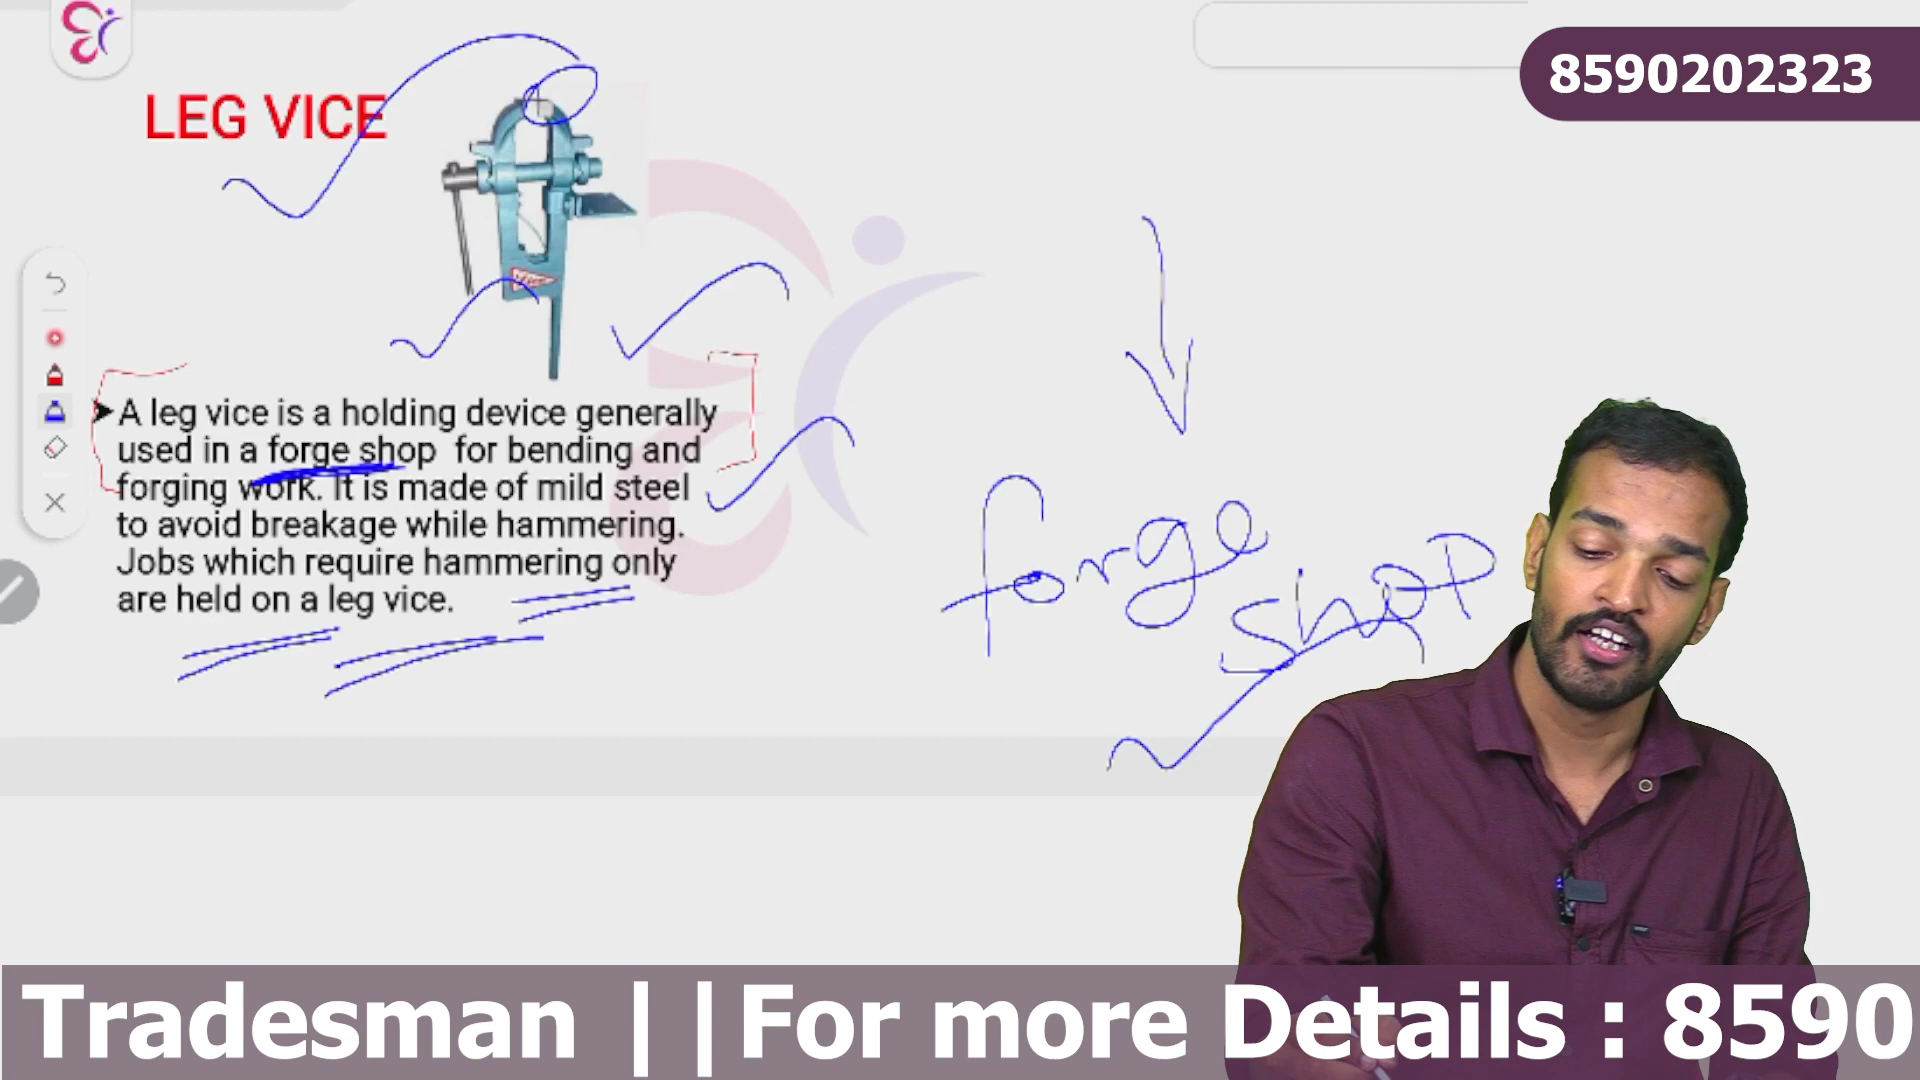 8590202323
LEG VICE
➤A leg vice is a holding device generally
used in a forge shop for bending and
forging work. It is made of mild steel
to avoid breakage while hammering.
Jobs which require hammering only
are held on a leg vice.
forge
shop
Tradesman ||For more Details : 8590